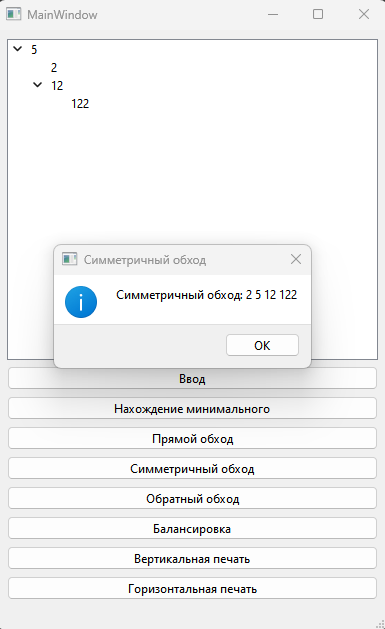 MainWindow
5
2
12
122
Симметричный обход
Симметричный обход: 2 5 12 122
OK
Ввод
Нахождение минимального
Прямой обход
Симметричный обход
Обратный обход
Балансировка
Вертикальная печать
Горизонтальная печать